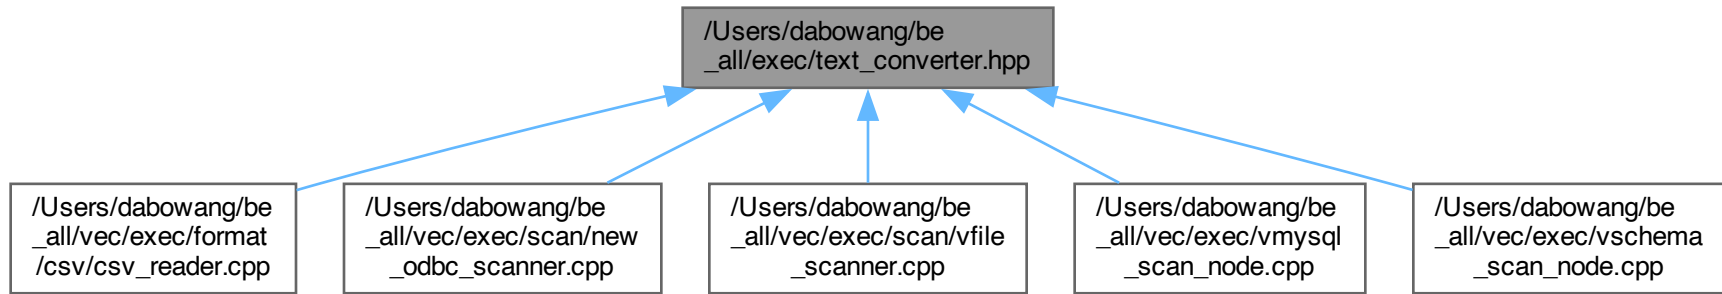 /Users/dabowang/be
_all/exec/text_converter.hpp
/Users/dabowang/be
_all/vec/exec/format
/csv/csv_reader.cpp
/Users/dabowang/be
_all/vec/exec/scan/new
_odbc_scanner.cpp
/Users/dabowang/be
_all/vec/exec/scan/vfile
_scanner.cpp
/Users/dabowang/be
_all/vec/exec/vmysql
_scan_node.cpp
/Users/dabowang/be
_all/vec/exec/vschema
_scan_node.cpp